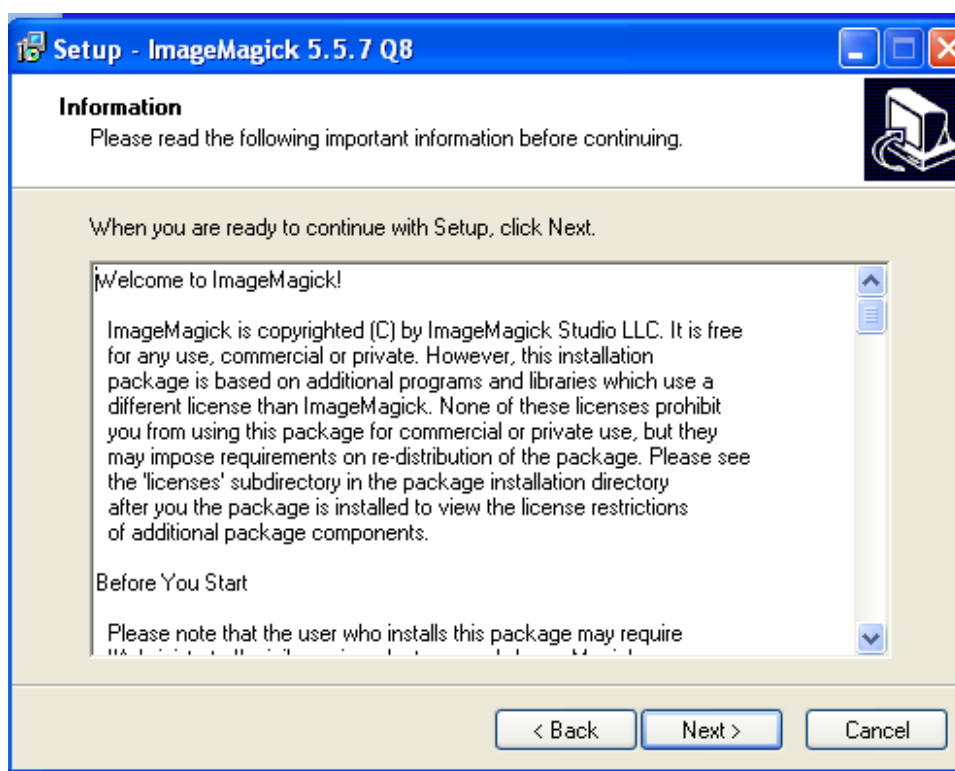 Setup - ImageMagick 5.5.7 Q8
Information
Please read the following important information before continuing.
When you are ready to continue with Setup, click Next.
Welcome to ImageMagick!
ImageMagick is copyrighted (C) by ImageMagick Studio LLC. It is free
for any use, commercial or private. However, this installation
package is based on additional programs and libraries which use a
different license than ImageMagick. None of these licenses prohibit
you from using this package for commercial or private use, but they
may impose requirements on re-distribution of the package. Please see
the 'licenses' subdirectory in the package installation directory
after you the package is installed to view the license restrictions
of additional package components.
Before You Start
Please note that the user who installs this package may require
< Back
Next >
Cancel